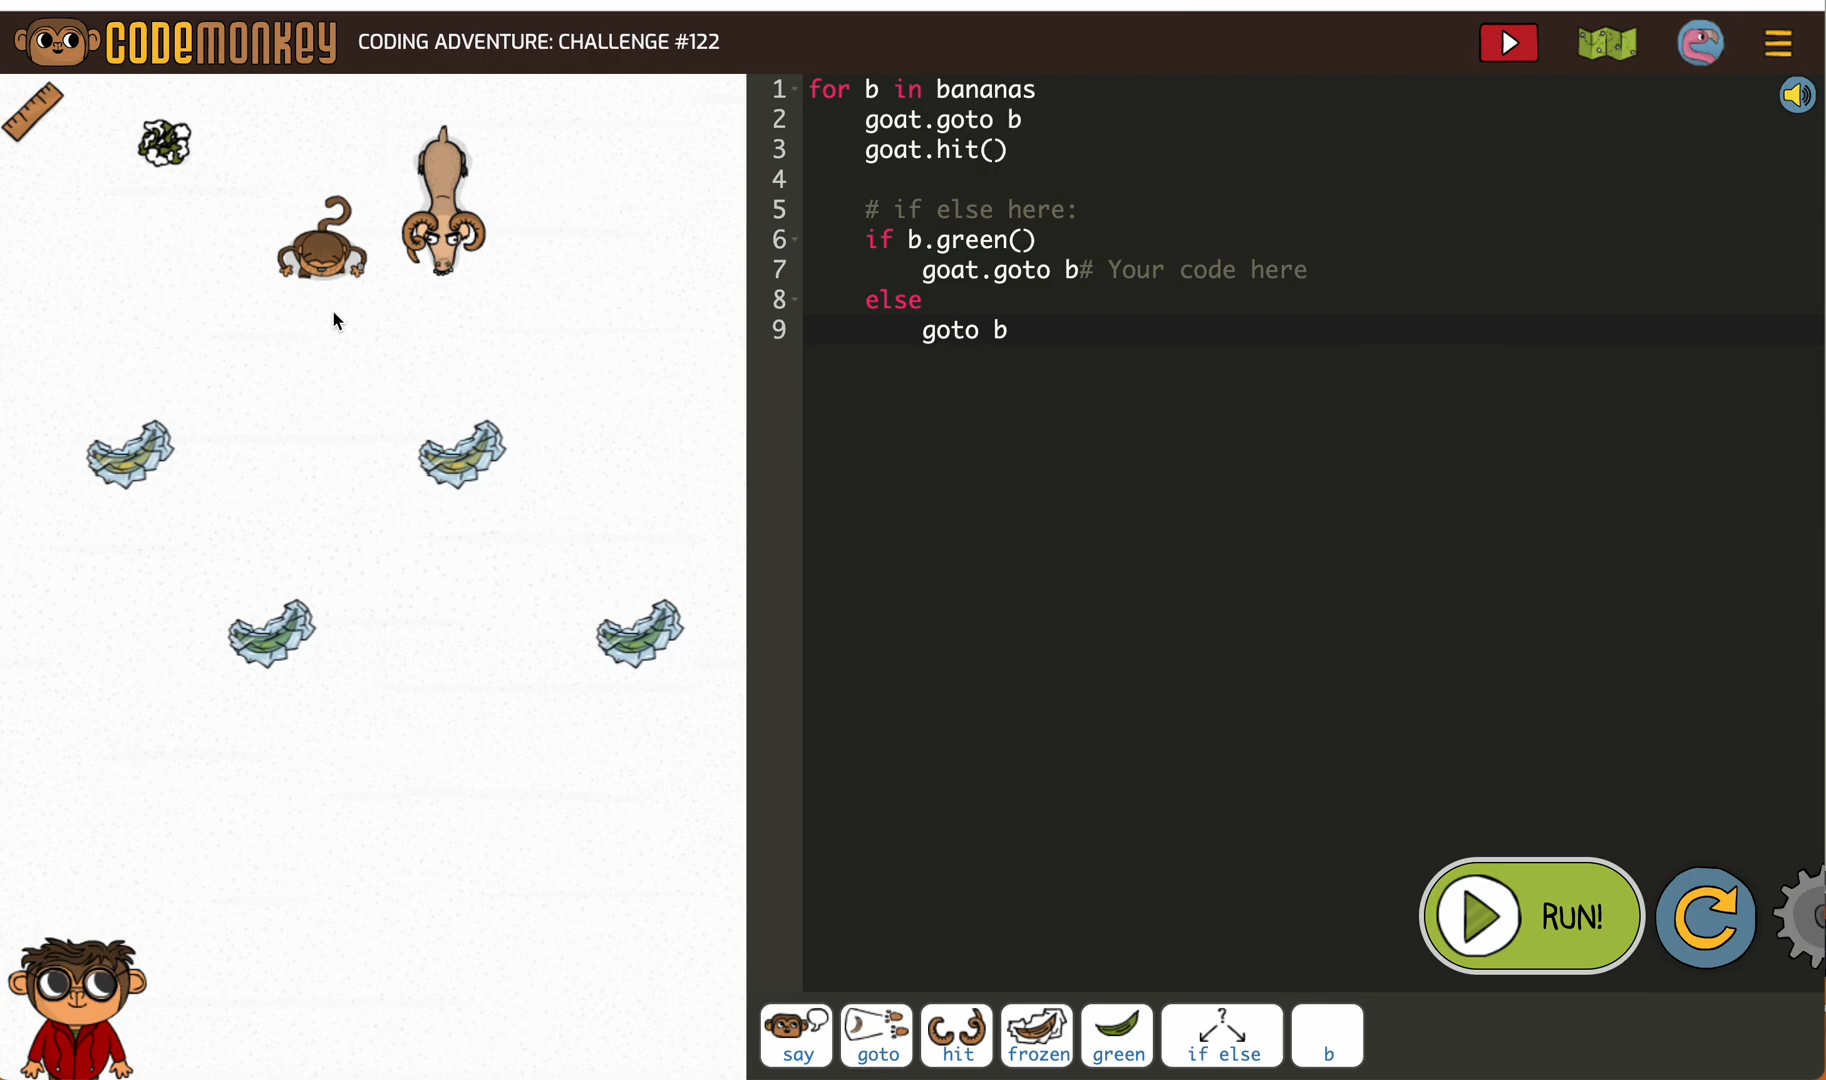 CODEMONKEY CODING ADVENTURE: CHALLENGE #122
1 for b in bananas
2 goat.goto b
3 goat.hit()
4
5 # if else here:
6 if b.green()
7 goat.goto b# Your code here
8 else
9 goto b
RUN!
say goto hit frozen green if else b